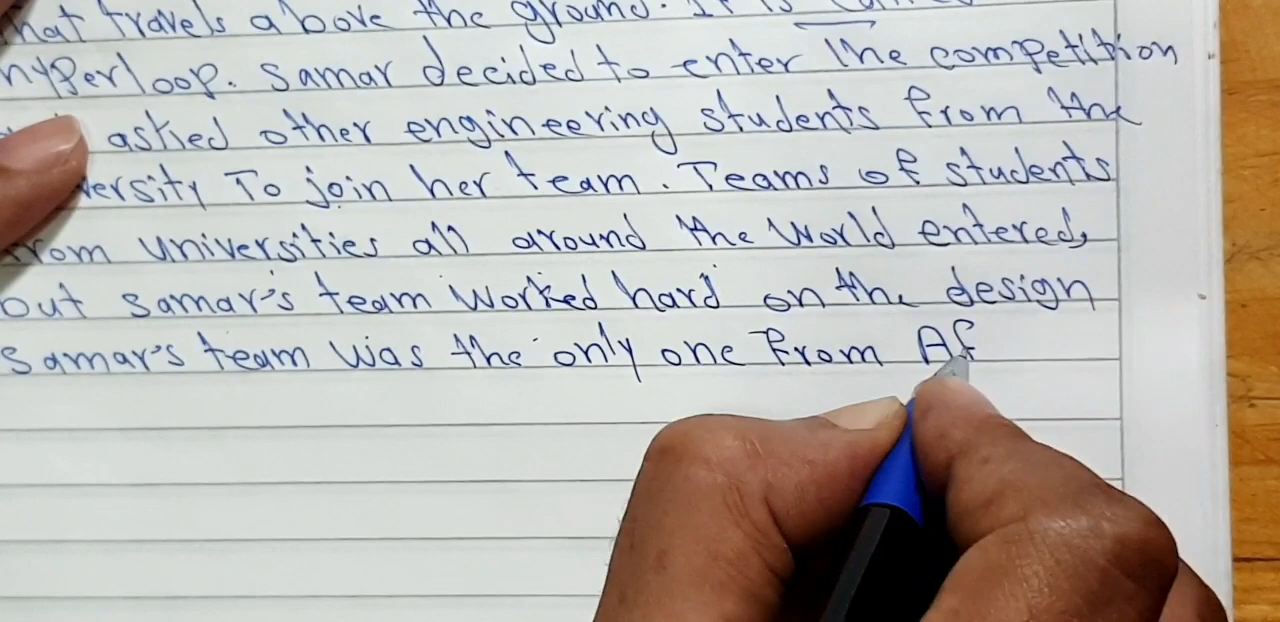 that travels above the ground. It is
hyperloop. Samar decided to enter the competition
asked other engineering students from the
versity To join her team. Teams of students
from universities all around the World entered,
but Samar's team Worked hard on the design
Samar's team Was the only one from Af